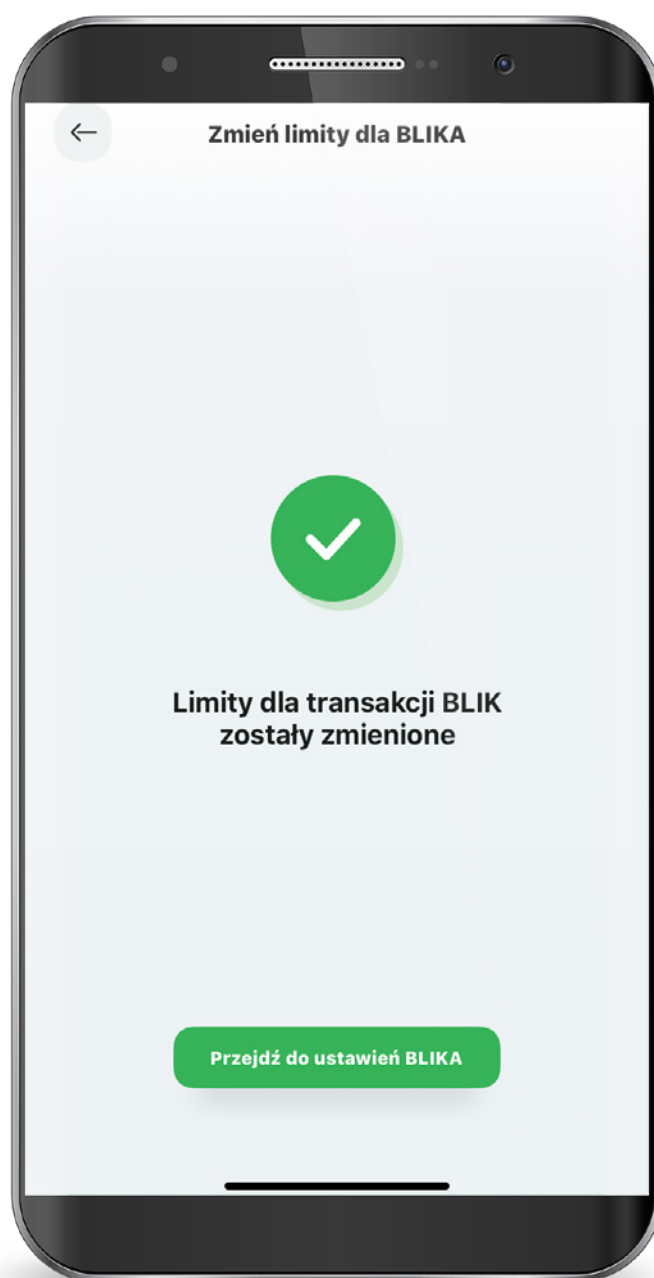 Zmień limity dla BLIKA
Limity dla transakcji BLIK
zostały zmienione
Przejdź do ustawień BLIKA